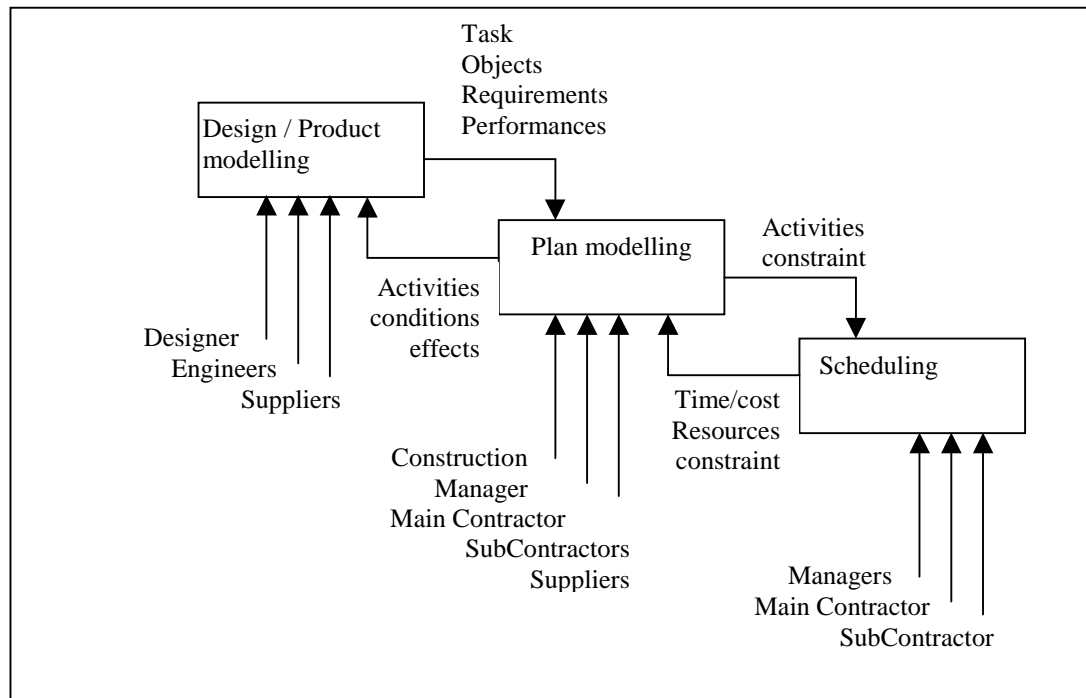 Task
Objects
Requirements
Performances
Design / Product
modelling
Plan modelling
Activities
constraint
Activities
conditions
effects
Scheduling
Designer
Engineers
Suppliers
Time/cost
Resources
constraint
Construction
Manager
Main Contractor
SubContractors
Suppliers
Managers
Main Contractor
SubContractor